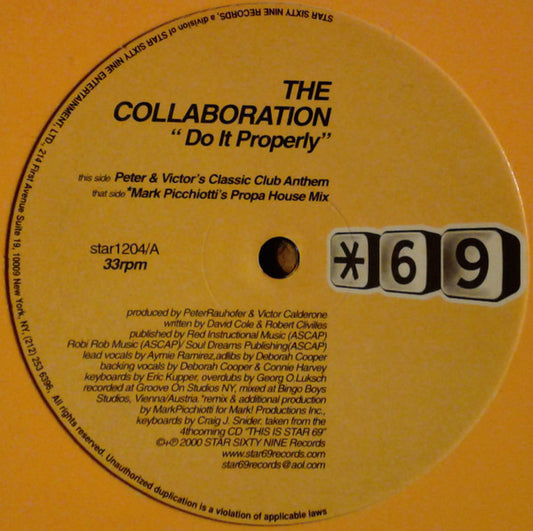 THE
COLLABORATION
“Do It Properly”
this side Peter & Victor's Classic Club Anthem
that side *Mark Picchiotti's Propa House Mix
star1204/A
33rpm
*69
produced by PeterRauhofer & Victor Calderone
written by David Cole & Robert Clivilles
published by Red Instructional Music (ASCAP)
Robi Rob Music (ASCAP)/ Soul Dreams Publishing(ASCAP)
lead vocals by Aymie Ramirez,adlibs by Deborah Cooper
backing vocals by Deborah Cooper & Connie Harvey
keyboards by Eric Kupper, overdubs by Georg O.Luksch
recorded at Groove On Studios NY, mixed at Bingo Boys
Studios, Vienna/Austria.*remix & additional production
by MarkPicchiotti for Mark! Productions Inc.,
keyboards by Craig J. Snider. taken from the
4thcoming CD "THIS IS STAR 69"
©+℗ 2000 STAR SIXTY NINE Records
www.star69records.com
star69records@aol.com
STAR SIXTY NINE RECORDS, a division of STAR SIXTY NINE ENTERTAINMENT LTD., 214 First Avenue Suite 19, 10009 New York, NY, (212) 253 6396, All rights reserved. Unauthorized duplication is a violation of applicable laws